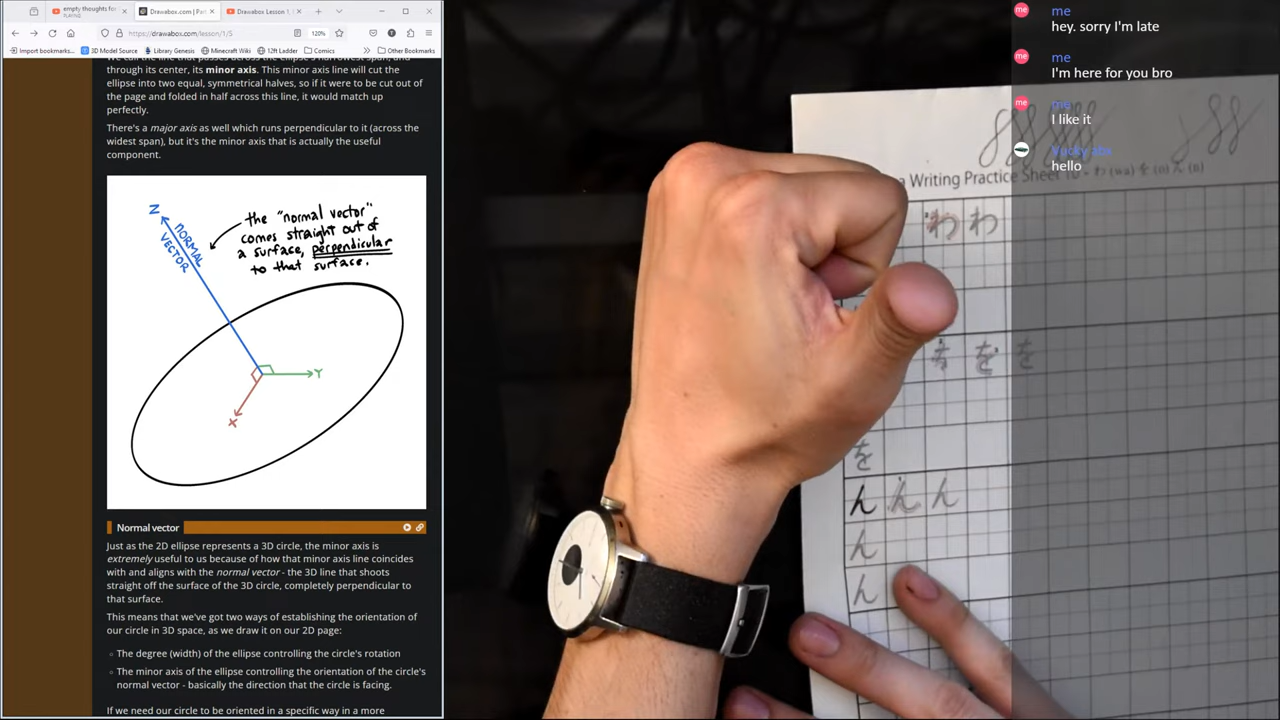 empty thoughts for
Drawabox.com | Part
Drawabox Lesson 1,
https://drawabox.com/lesson/1/5
120%
Import bookmarks...
3D Model Source
Library Genesis
Minecraft Wiki
12ft Ladder
Comics
Other Bookmarks
We call the line that passes across the ellipse's narrowest span, and
through its center, its minor axis. This minor axis line will cut the
ellipse into two equal, symmetrical halves, so if it were to be cut out of
the page and folded in half across this line, it would match up
perfectly.
There's a major axis as well which runs perpendicular to it (across the
widest span), but it's the minor axis that is actually the useful
component.
Z
NORMAL
VECTOR
the "normal vector"
comes straight out of
a surface, perpendicular
to that surface.
Y
X
Normal vector
Just as the 2D ellipse represents a 3D circle, the minor axis is
extremely useful to us because of how that minor axis line coincides
with and aligns with the normal vector - the 3D line that shoots
straight off the surface of the 3D circle, completely perpendicular to
that surface.
This means that we've got two ways of establishing the orientation of
our circle in 3D space, as we draw it on our 2D page:
The degree (width) of the ellipse controlling the circle's rotation
The minor axis of the ellipse controlling the orientation of the circle's
normal vector - basically the direction that the circle is facing.
If we need our circle to be oriented in a specific way in a more
a Writing Practice Sheet 10 - わ (wa) を (o) ん (n)
わ わ
を を を
を
ん ん ん
ん
ん
me
hey. sorry I'm late
me
I'm here for you bro
me
I like it
hello